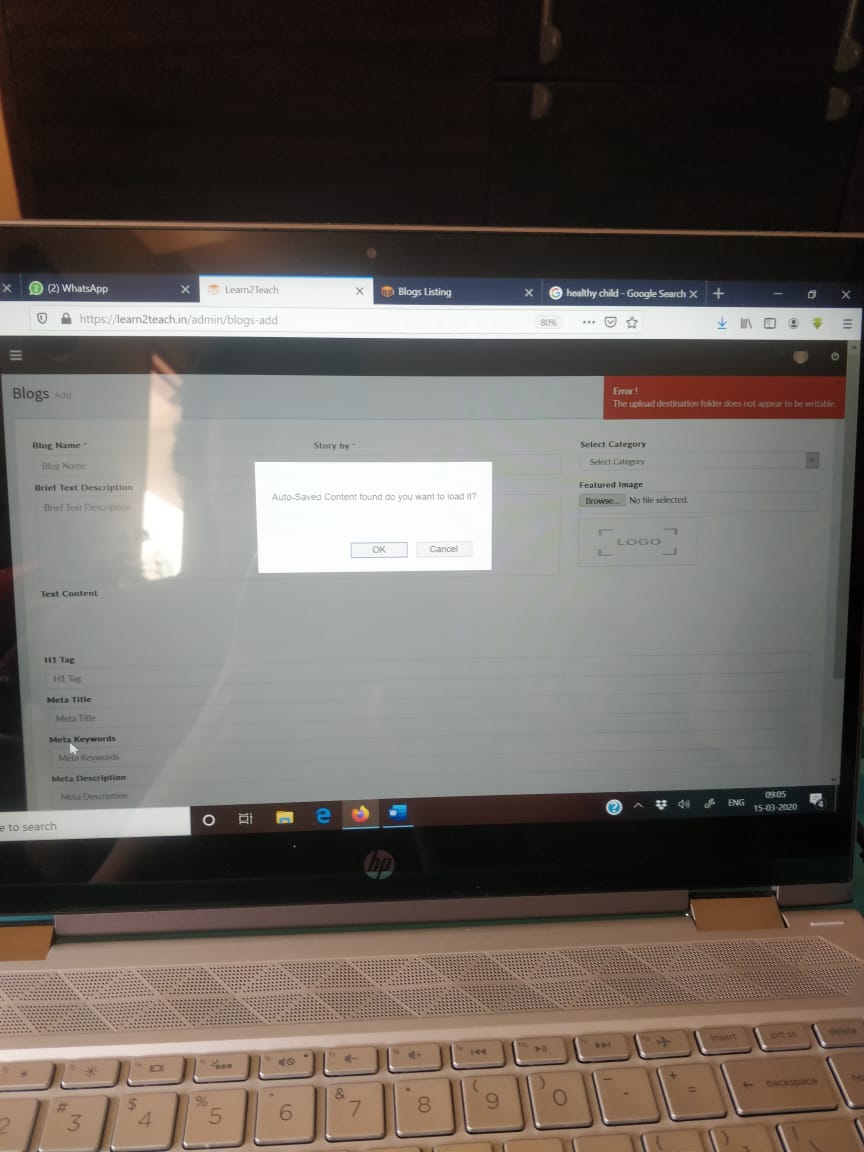 (2) WhatsApp
Learn2Teach
Blogs Listing
healthy child - Google Search
https://learn2teach.in/admin/blogs-add
80%
Blogs Add
Error !
The upload destination folder does not appear to be writable.
Blog Name *
Story by *
Select Category
Blog Name
Select Category
Brief Text Description
Featured Image
Brief Text Description
Browse... No file selected.
Auto-Saved Content found do you want to load it?
LOGO
OK
Cancel
Text Content
H1 Tag
H1 Tag
Meta Title
Meta Title
Meta Keywords
Meta Keywords
Meta Description
Meta Description
e to search
ENG
09:05
15-03-2020
4
hp
insert
prt sc
delete
# 3
$ 4
% 5
^ 6
& 7
* 8
( 9
) 0
- -
+ =
backspace